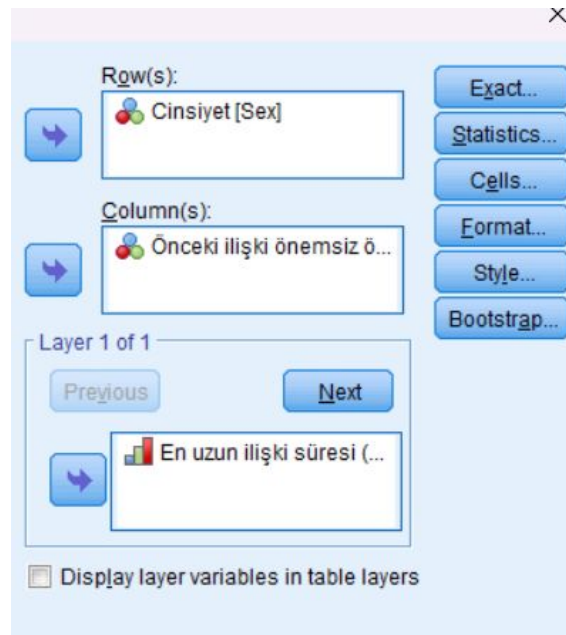 Row(s):
Cinsiyet [Sex]
Column(s):
Önceki ilişki önemsiz ö...
Layer 1 of 1
Previous
Next
En uzun ilişki süresi (...
Display layer variables in table layers
Exact...
Statistics...
Cells...
Format...
Style...
Bootstrap...